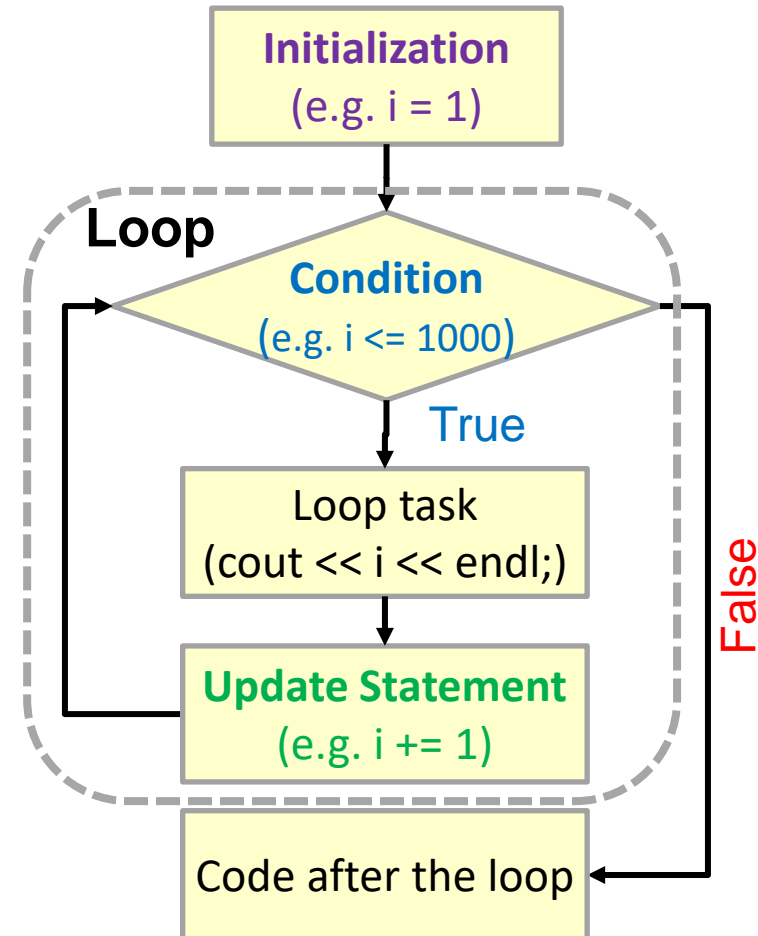 Initialization
(e.g. i = 1)
Loop
Condition
(e.g. i <= 1000)
True
Loop task
(cout << i << endl;)
False
Update Statement
(e.g. i += 1)
Code after the loop